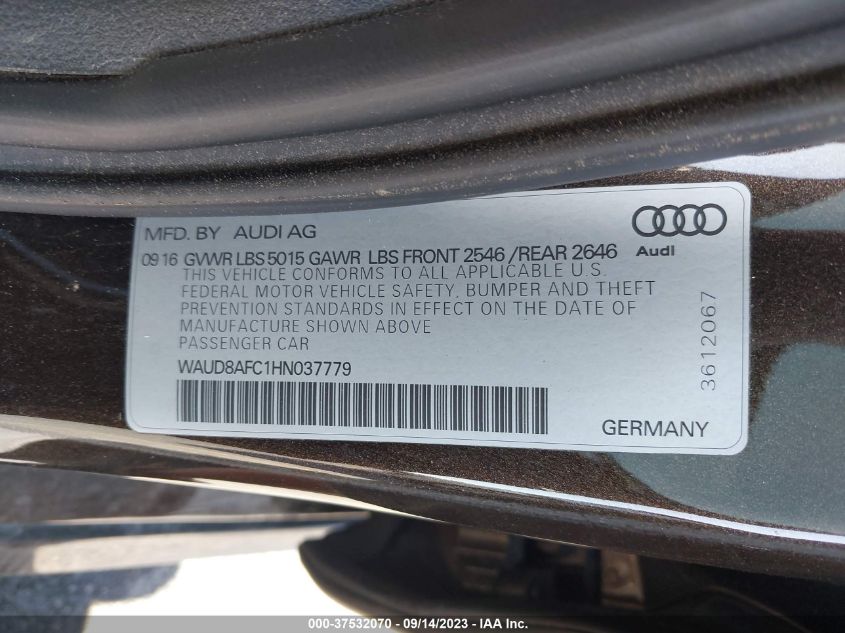 MFD. BY AUDI AG
09 16 GVWR LBS 5015 GAWR LBS FRONT 2546 /REAR 2646
Audi
THIS VEHICLE CONFORMS TO ALL APPLICABLE U.S.
FEDERAL MOTOR VEHICLE SAFETY, BUMPER AND THEFT
PREVENTION STANDARDS IN EFFECT ON THE DATE OF
MANUFACTURE SHOWN ABOVE
PASSENGER CAR
WAUD8AFC1HN037779
3612067
GERMANY
000-37532070 - 09/14/2023 - IAA Inc.